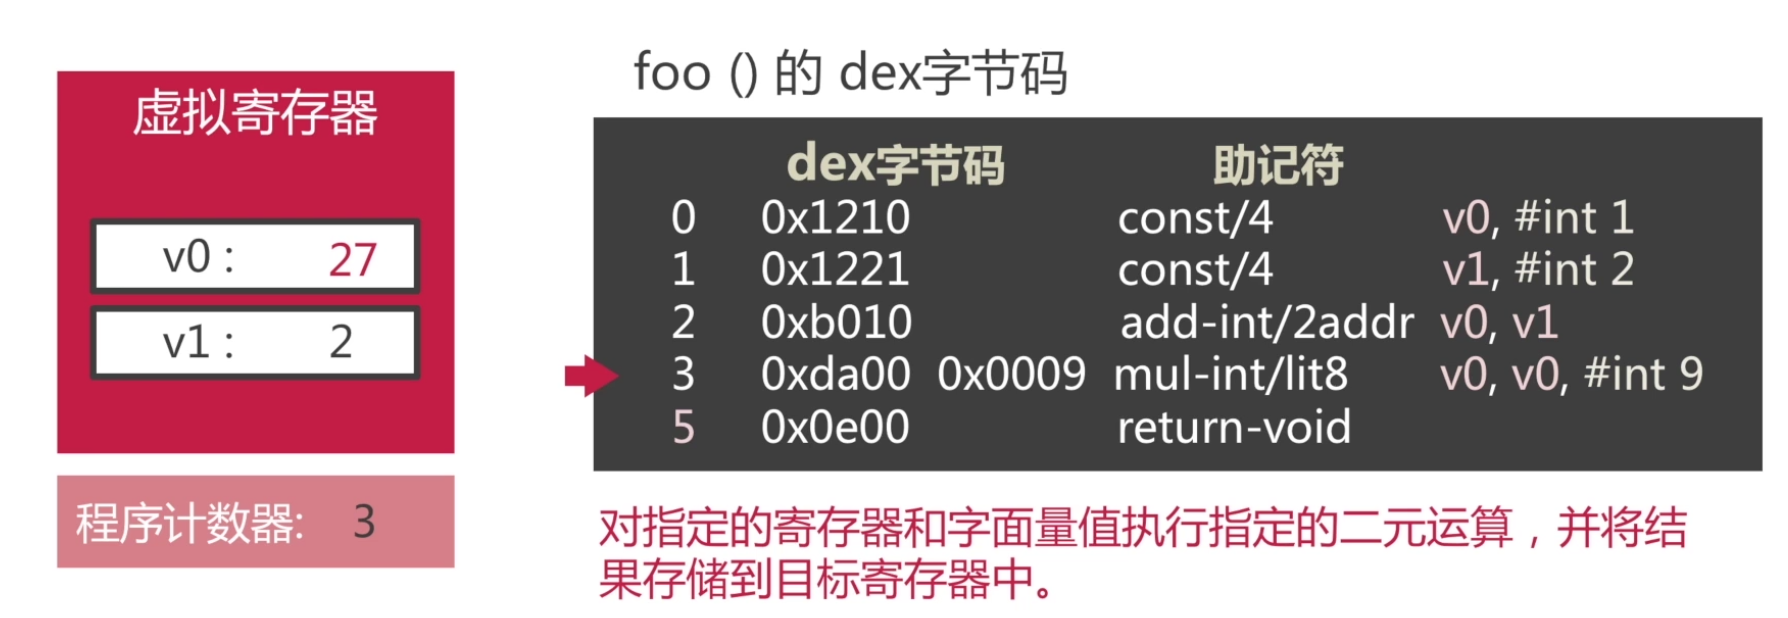 foo () 的 dex字节码
虚拟寄存器
v0 : 27
v1 : 2
程序计数器: 3
dex字节码 助记符
0 0x1210 const/4 v0, #int 1
1 0x1221 const/4 v1, #int 2
2 0xb010 add-int/2addr v0, v1
3 0xda00 0x0009 mul-int/lit8 v0, v0, #int 9
5 0x0e00 return-void
对指定的寄存器和字面量值执行指定的二元运算，并将结
果存储到目标寄存器中。